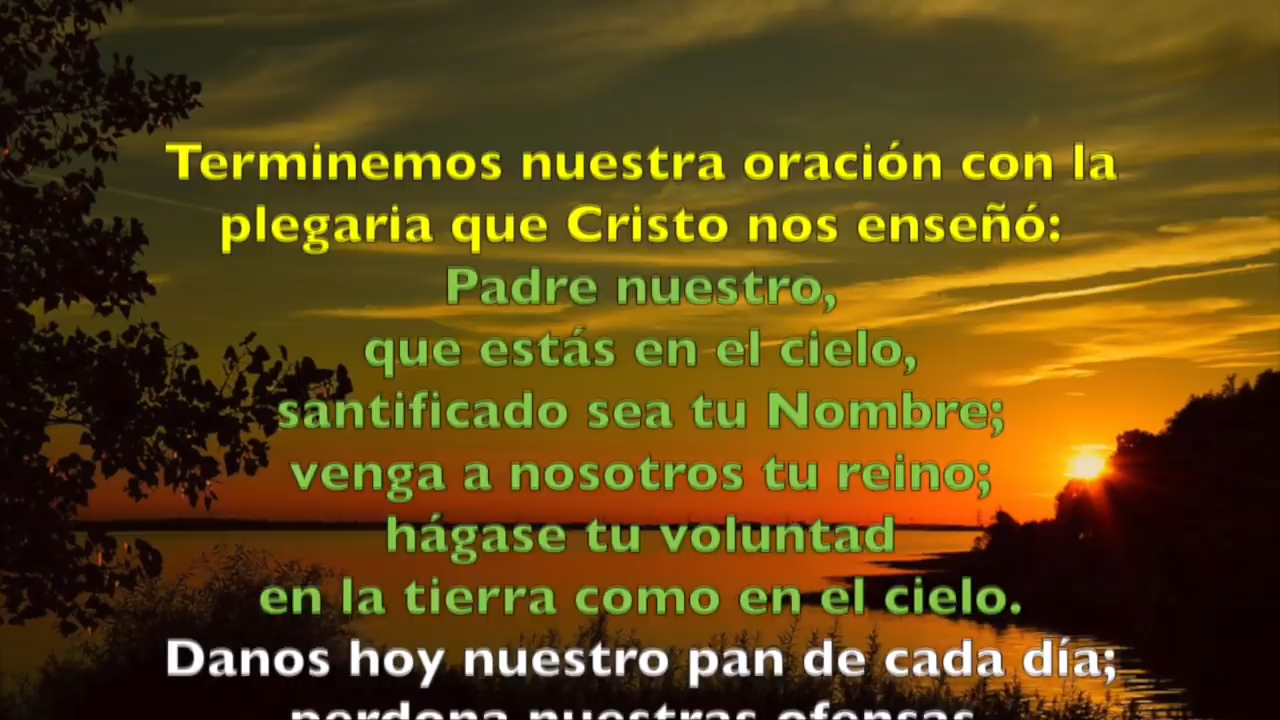 Terminemos nuestra oración con la
plegaria que Cristo nos enseñó:
Padre nuestro,
que estás en el cielo,
santificado sea tu Nombre;
venga a nosotros tu reino;
hágase tu voluntad
en la tierra como en el cielo.
Danos hoy nuestro pan de cada día;
perdona nuestras ofensas